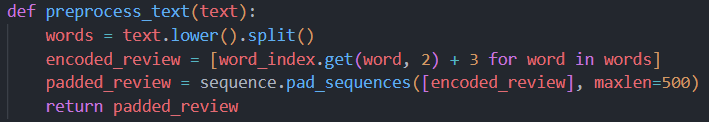 def preprocess_text(text):
    words = text.lower().split()
    encoded_review = [word_index.get(word, 2) + 3 for word in words]
    padded_review = sequence.pad_sequences([encoded_review], maxlen=500)
    return padded_review